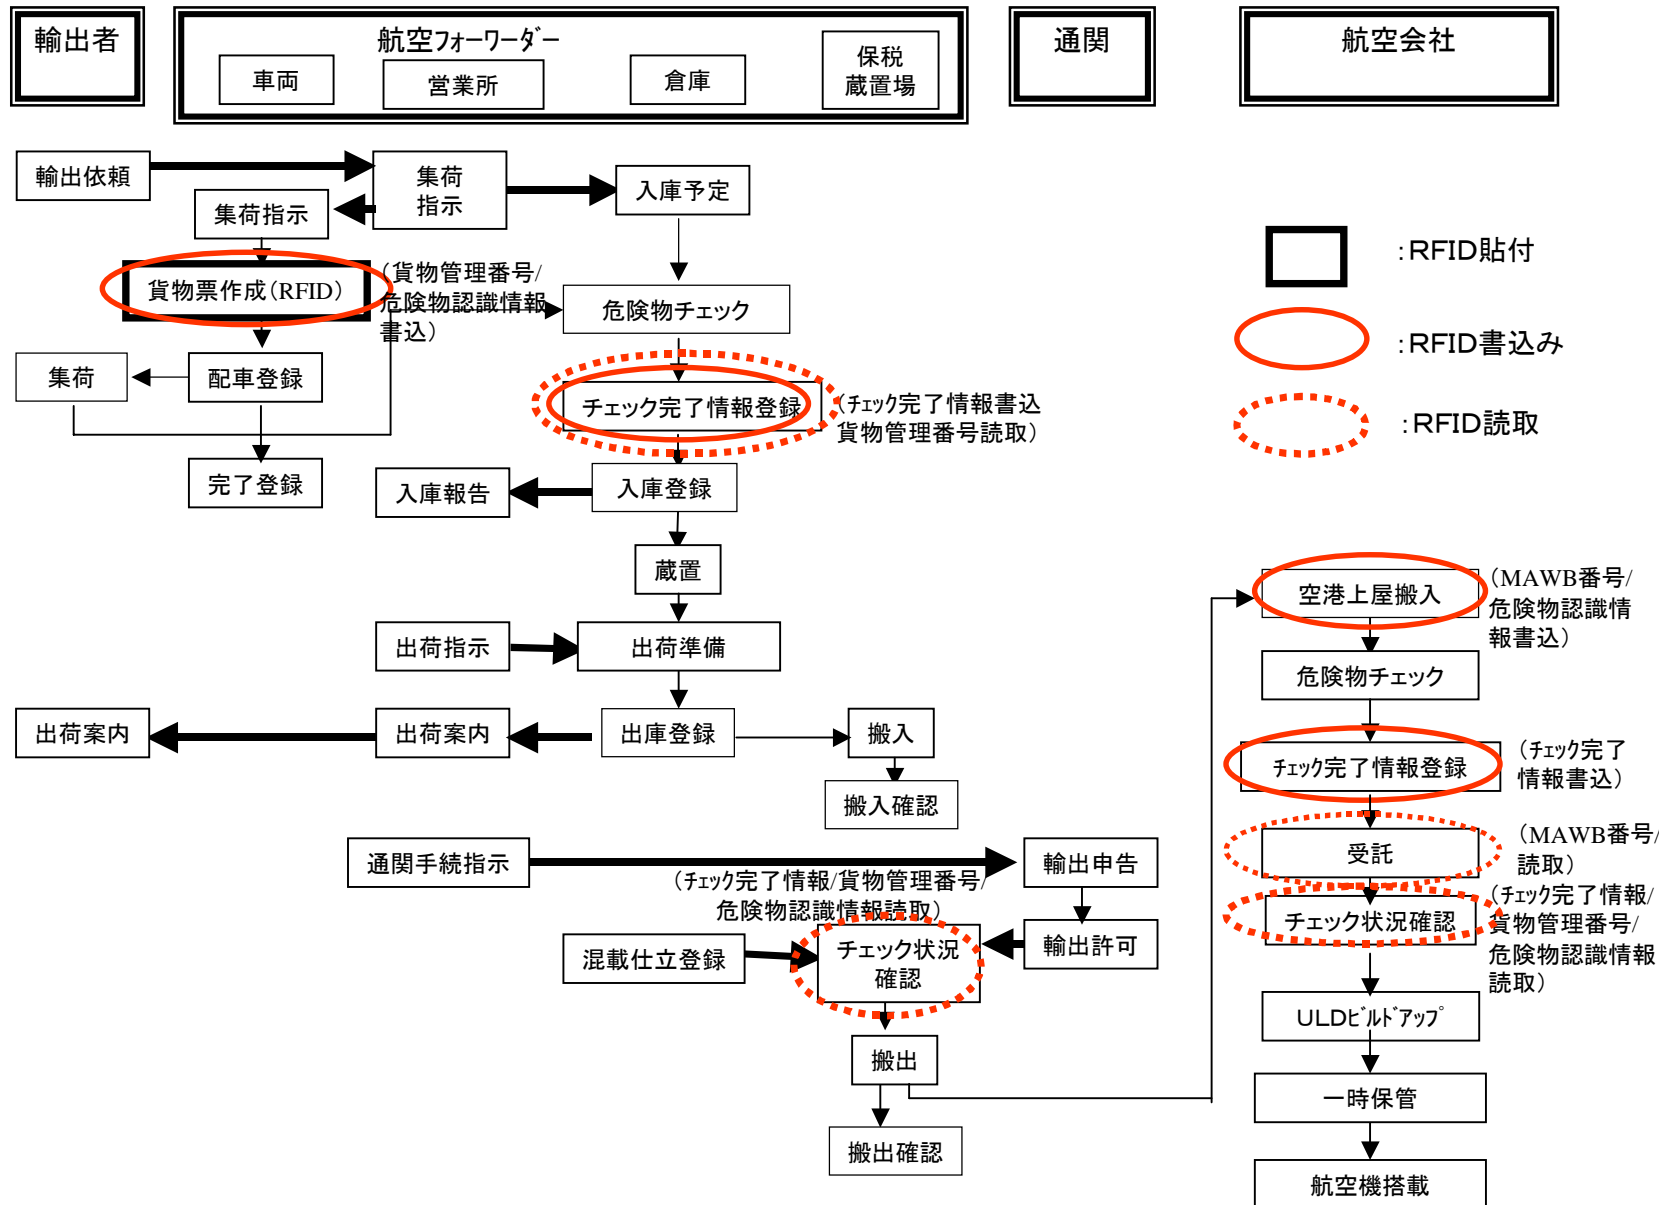 輸出者
航空フォーワーダー
通関
航空会社
車両
営業所
倉庫
保税
蔵置場
輸出依頼
集荷
指示
入庫予定
集荷指示
:RFID貼付
貨物票作成(RFID)
(貨物管理番号/
危険物認識情報
書込)
危険物チェック
:RFID書込み
集荷
配車登録
チェック完了情報登録
(チェック完了情報書込
貨物管理番号読取)
:RFID読取
完了登録
入庫報告
入庫登録
蔵置
空港上屋搬入
(MAWB番号/
危険物認識情
報書込)
出荷指示
出荷準備
危険物チェック
出荷案内
出荷案内
出庫登録
搬入
チェック完了情報登録
(チェック完了
情報書込)
搬入確認
通関手続指示
輸出申告
受託
(MAWB番号/
読取)
(チェック完了情報/貨物管理番号/
危険物認識情報読取)
チェック状況確認
(チェック完了情報/
貨物管理番号/
危険物認識情報
読取)
混載仕立登録
チェック状況
確認
輸出許可
ULDビルドアップ
搬出
一時保管
搬出確認
航空機搭載